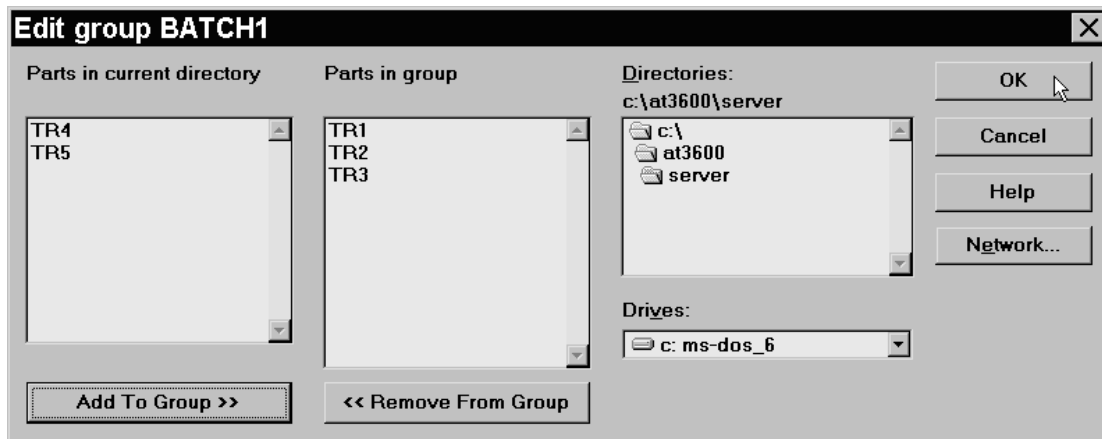 Edit group BATCH1
Parts in current directory
TR4
TR5
Add To Group >>
Parts in group
TR1
TR2
TR3
<< Remove From Group
Directories:
c:\at3600\server
c:\
at3600
server
Drives:
c: ms-dos_6
OK
Cancel
Help
Network...